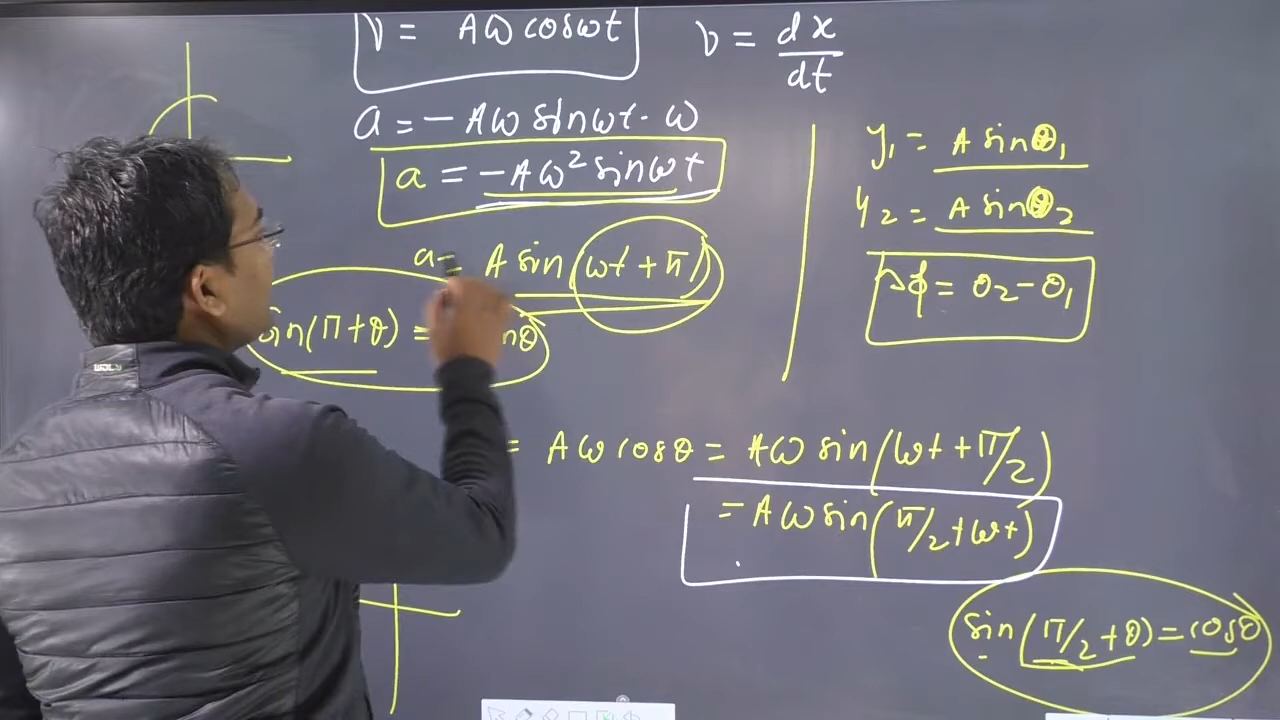 v = Aω cosωt
v = dx/dt
a = -Aω sinωt · ω
a = -Aω² sinωt
a = A sin(ωt + π)
sin(π+θ) = nθ
y₁ = A sinθ₁
y₂ = A sinθ₂
Δϕ = θ₂-θ₁
= Aω cosθ = Aω sin(ωt + π/2)
= Aω sin(π/2 + ωt)
sin(π/2 + θ) = cosθ